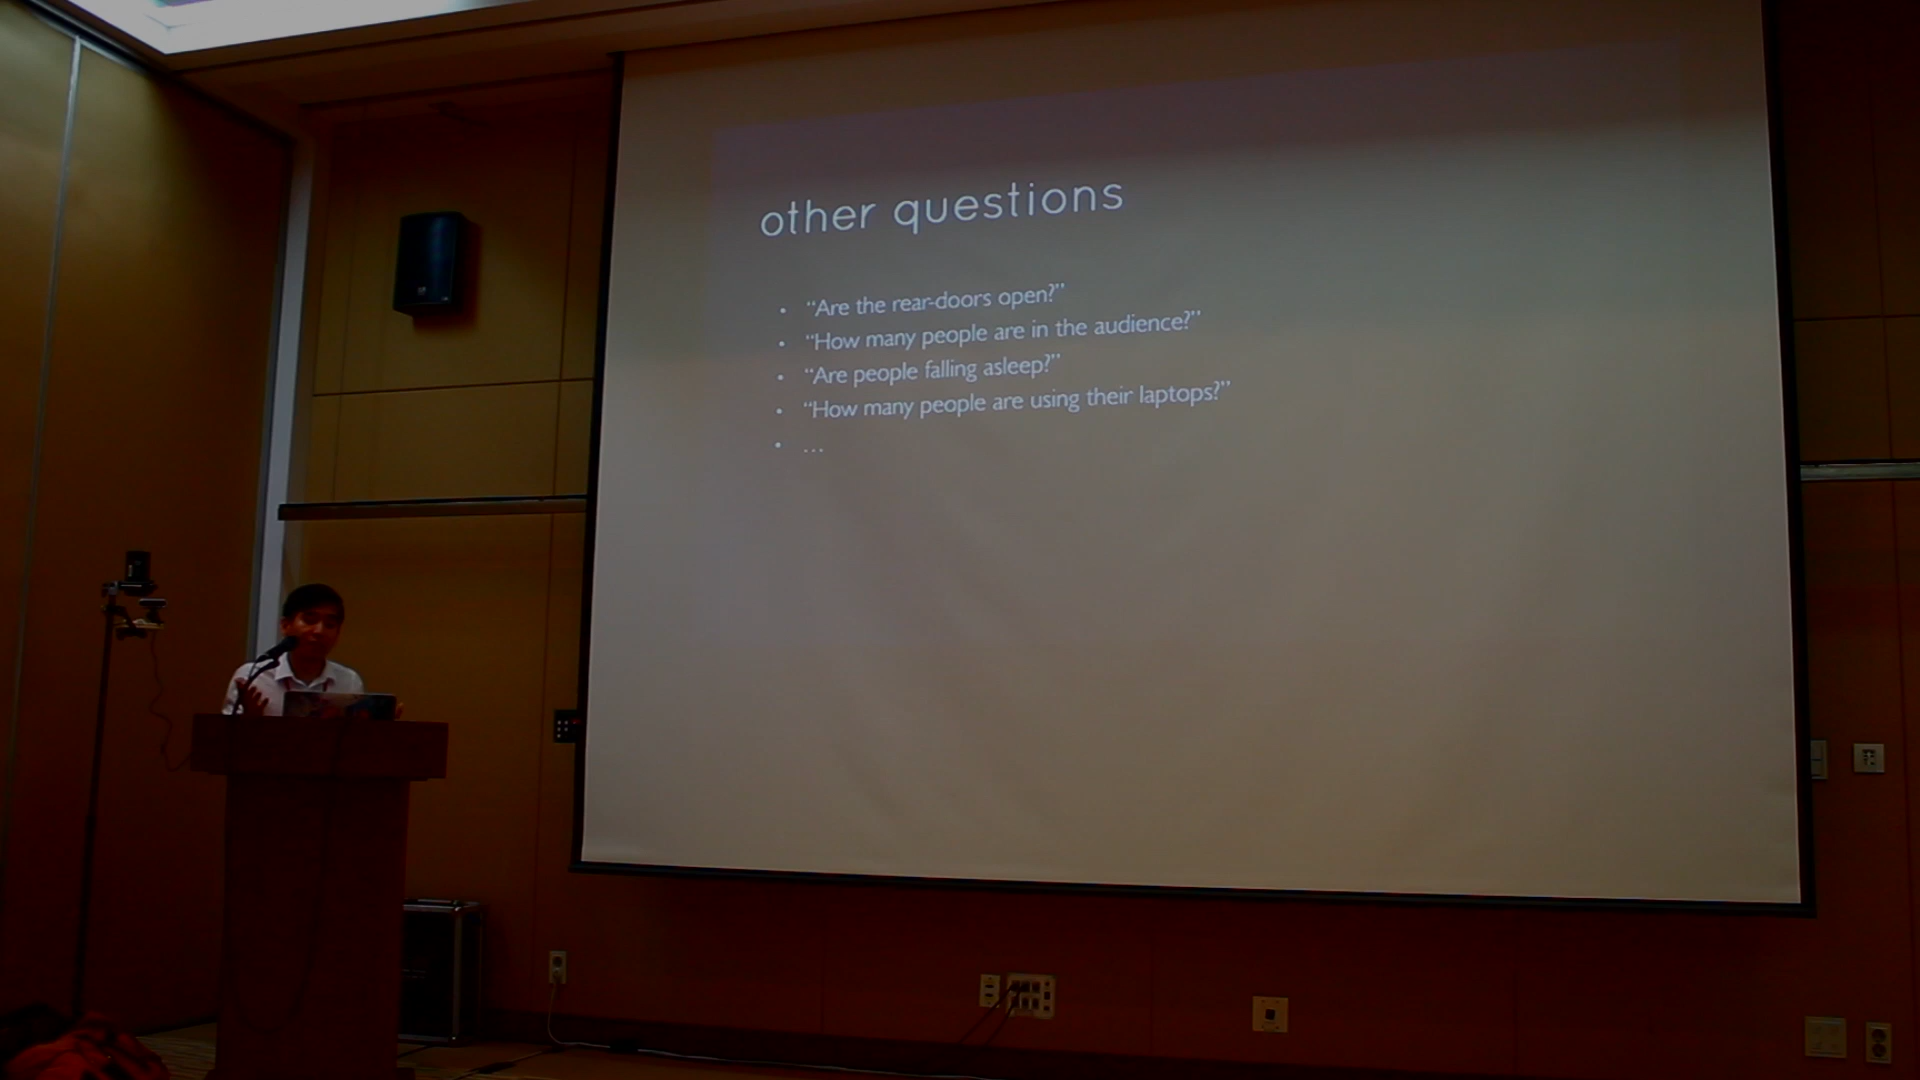 other questions
• “Are the rear-doors open?”
• “How many people are in the audience?”
• “Are people falling asleep?”
• “How many people are using their laptops?”
• ...